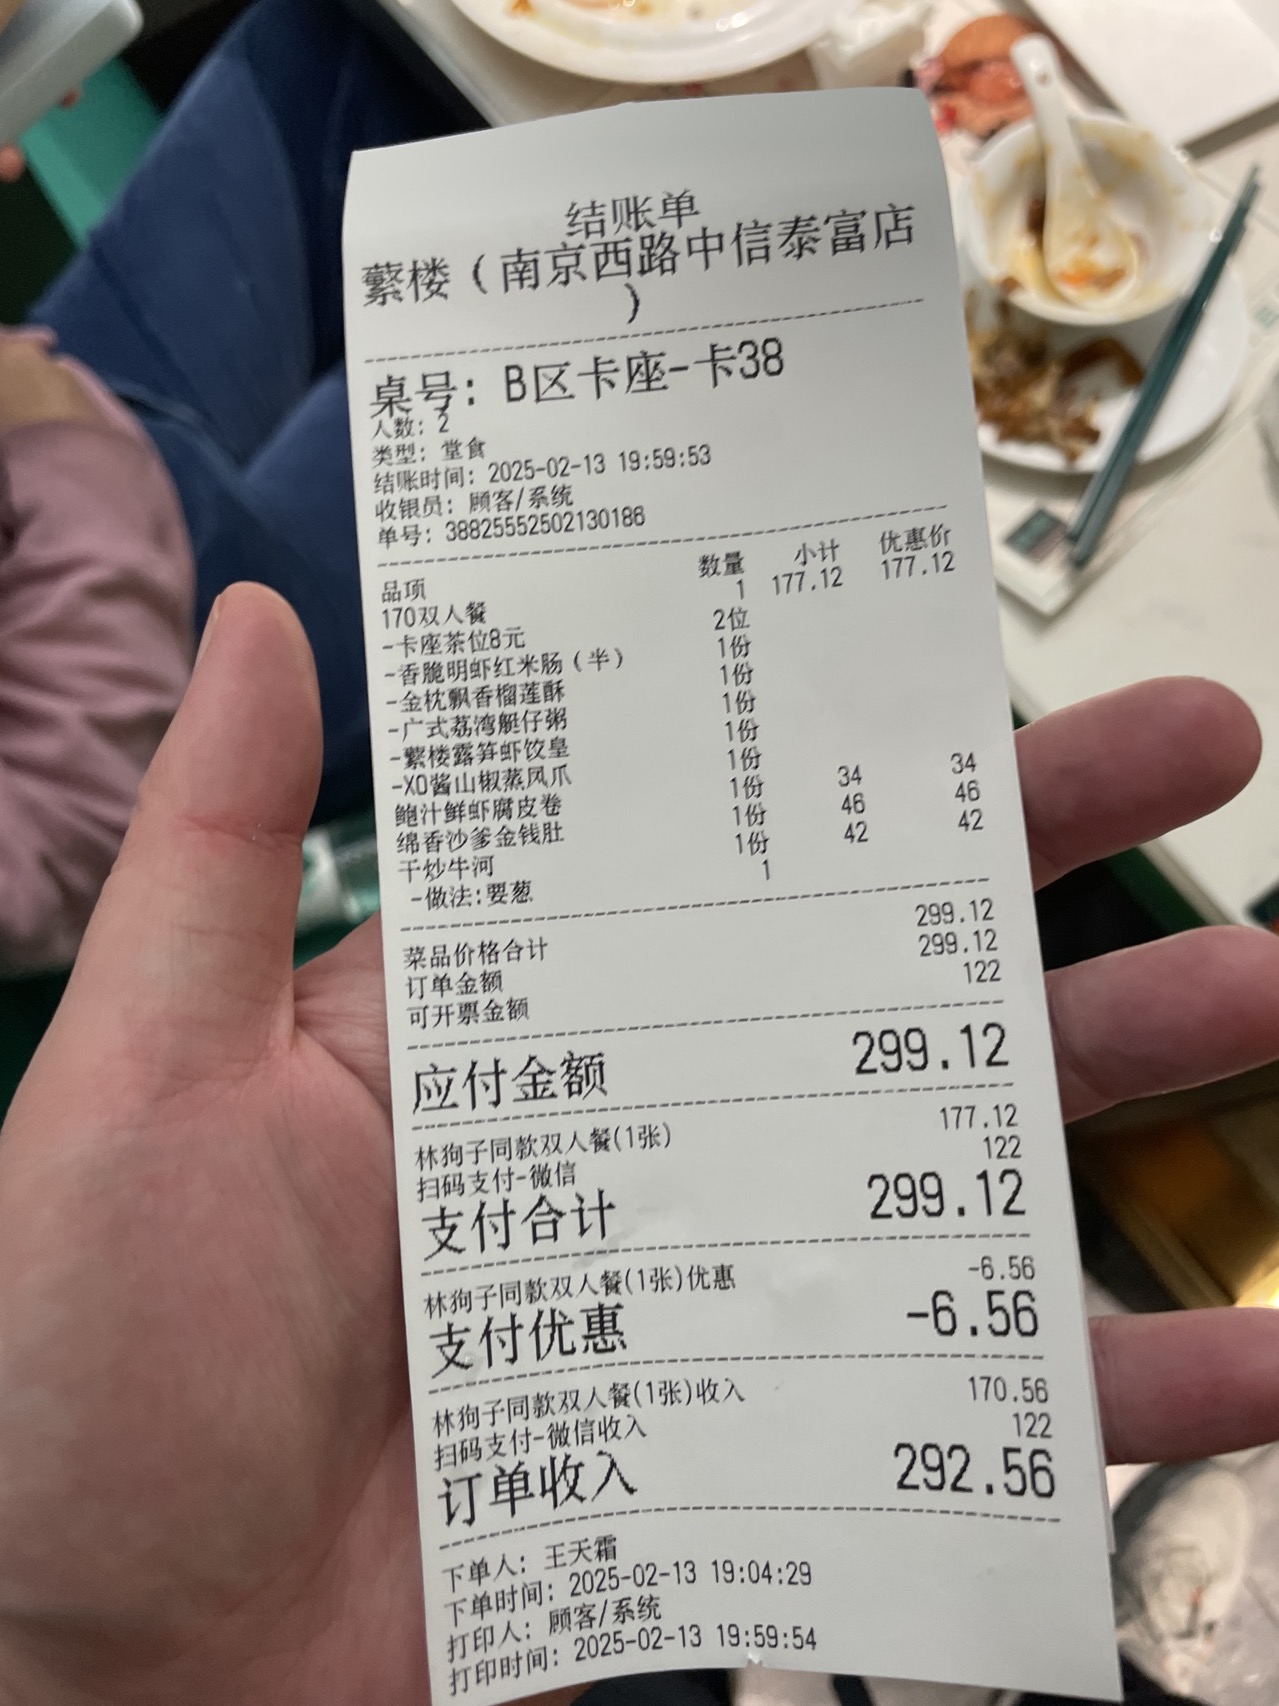 结账单
蘩楼（南京西路中信泰富店
）
桌号：B区卡座-卡38
人数：2
类型：堂食
结账时间：2025-02-13 19:59:53
收银员：顾客/系统
单号：38825552502130186
品项 数量 小计 优惠价
170双人餐 1 177.12 177.12
-卡座茶位8元 2位
-香脆明虾红米肠（半） 1份
-金枕飘香榴莲酥 1份
-广式荔湾艇仔粥 1份
-蘩楼露笋虾饺皇 1份
-XO酱山椒蒸凤爪 1份
鲍汁鲜虾腐皮卷 1份 34 34
绵香沙爹金钱肚 1份 46 46
干炒牛河 1份 42 42
-做法:要葱 1
菜品价格合计 299.12
订单金额 299.12
可开票金额 122
应付金额 299.12
林狗子同款双人餐(1张) 177.12
扫码支付-微信 122
支付合计 299.12
林狗子同款双人餐(1张)优惠 -6.56
支付优惠 -6.56
林狗子同款双人餐(1张)收入 170.56
扫码支付-微信收入 122
订单收入 292.56
下单人：王天霜
下单时间：2025-02-13 19:04:29
打印人：顾客/系统
打印时间：2025-02-13 19:59:54